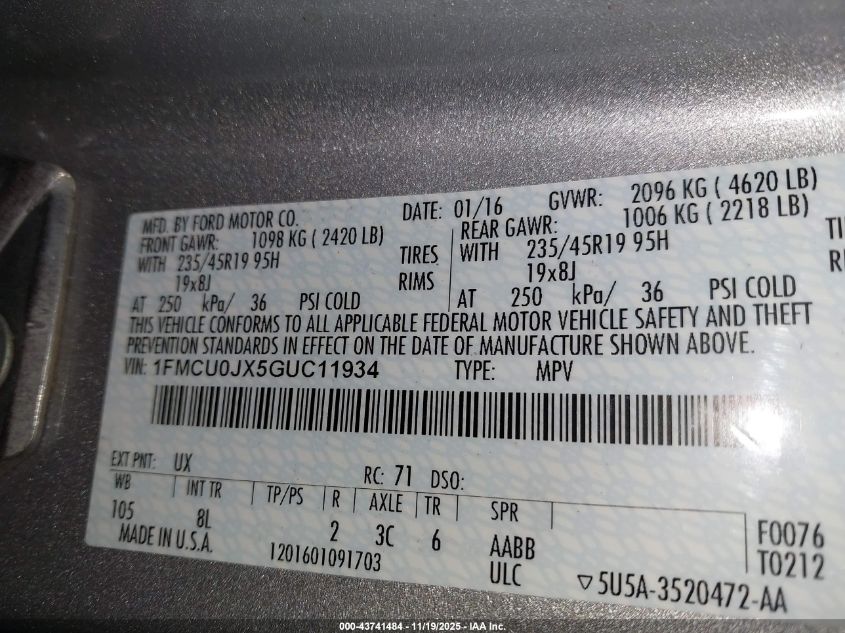 MFD. BY FORD MOTOR CO. DATE: 01/16 GVWR: 2096 KG ( 4620 LB)
FRONT GAWR: 1098 KG ( 2420 LB) REAR GAWR: 1006 KG ( 2218 LB)
WITH 235/45R19 95H TIRES WITH 235/45R19 95H
19x8J RIMS 19x8J
AT 250 kPa/ 36 PSI COLD AT 250 kPa/ 36 PSI COLD
THIS VEHICLE CONFORMS TO ALL APPLICABLE FEDERAL MOTOR VEHICLE SAFETY AND THEFT
PREVENTION STANDARDS IN EFFECT ON THE DATE OF MANUFACTURE SHOWN ABOVE.
VIN: 1FMCU0JX5GUC11934 TYPE: MPV
EXT PNT: UX RC: 71 DSO:
WB INT TR TP/PS R AXLE TR SPR
105 8L 2 3C 6 AABB F0076
MADE IN U.S.A. 1201601091703 ULC T0212
▽5U5A-3520472-AA
000-43741484 - 11/19/2025 - IAA Inc.